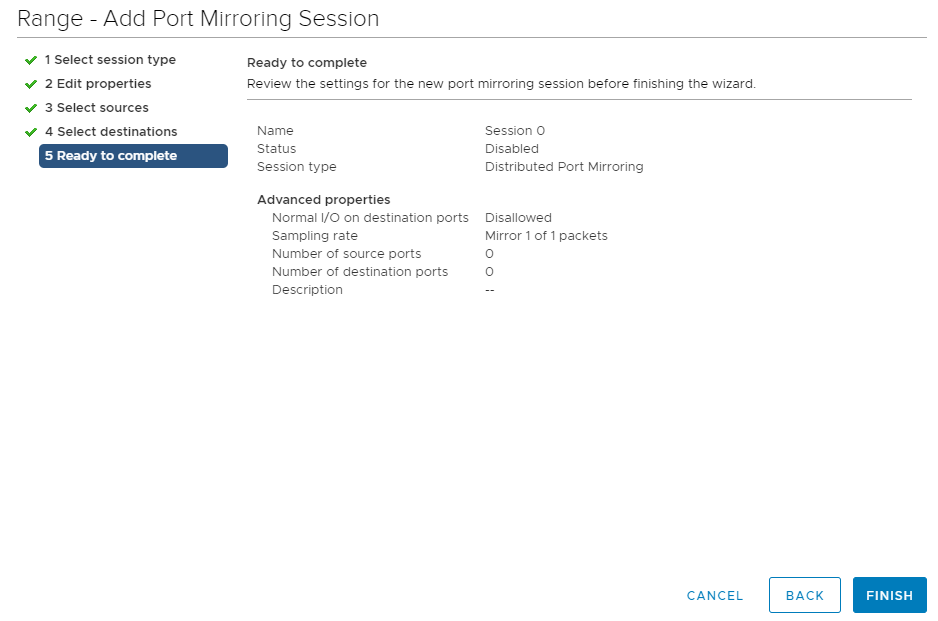 Range - Add Port Mirroring Session
1 Select session type
2 Edit properties
3 Select sources
4 Select destinations
5 Ready to complete
Ready to complete
Review the settings for the new port mirroring session before finishing the wizard.
Name Session 0
Status Disabled
Session type Distributed Port Mirroring
Advanced properties
Normal I/O on destination ports Disallowed
Sampling rate Mirror 1 of 1 packets
Number of source ports 0
Number of destination ports 0
Description --
CANCEL BACK FINISH